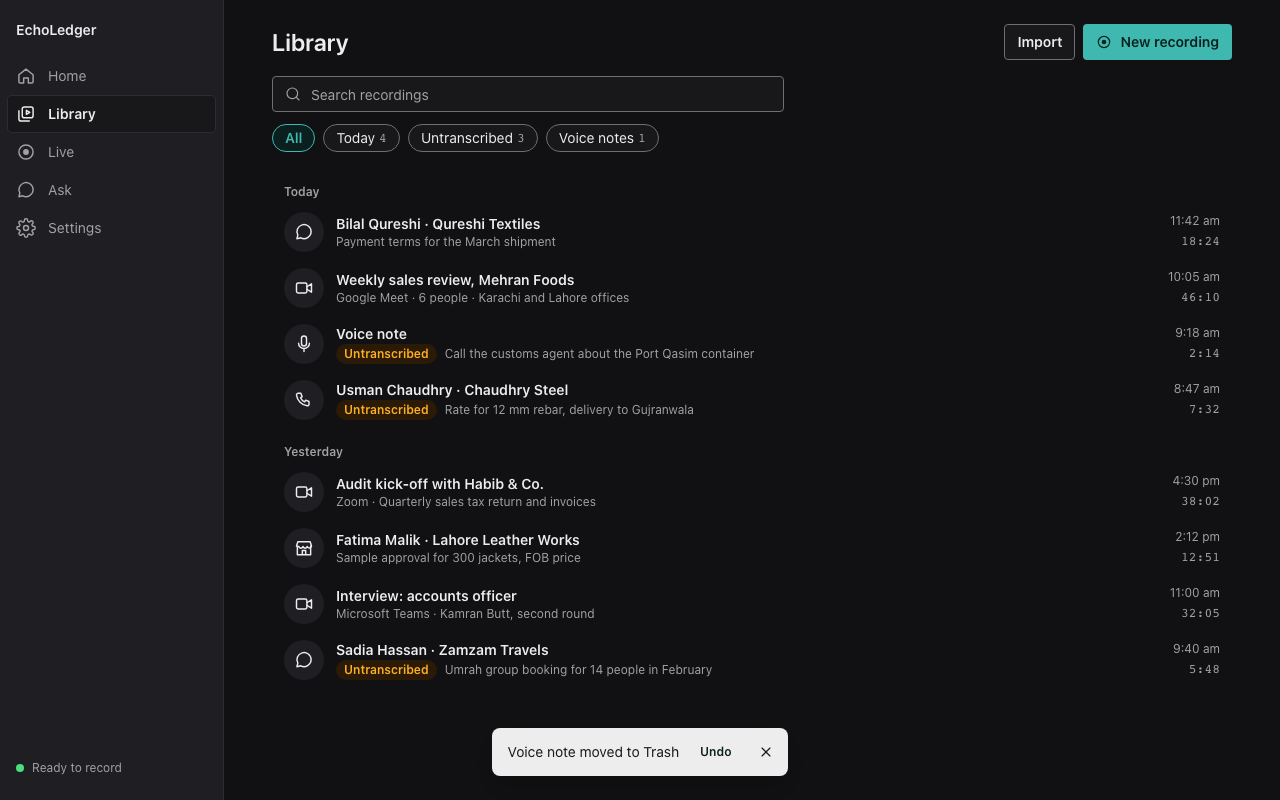 EchoLedger
Home
Library
Live
Ask
Settings
Ready to record
Library
Import
New recording
Search recordings
All
Today 4
Untranscribed 3
Voice notes 1
Today
Bilal Qureshi · Qureshi Textiles
11:42 am
Payment terms for the March shipment
18:24
Weekly sales review, Mehran Foods
10:05 am
Google Meet · 6 people · Karachi and Lahore offices
46:10
Voice note
9:18 am
Untranscribed Call the customs agent about the Port Qasim container
2:14
Usman Chaudhry · Chaudhry Steel
8:47 am
Untranscribed Rate for 12 mm rebar, delivery to Gujranwala
7:32
Yesterday
Audit kick-off with Habib & Co.
4:30 pm
Zoom · Quarterly sales tax return and invoices
38:02
Fatima Malik · Lahore Leather Works
2:12 pm
Sample approval for 300 jackets, FOB price
12:51
Interview: accounts officer
11:00 am
Microsoft Teams · Kamran Butt, second round
32:05
Sadia Hassan · Zamzam Travels
9:40 am
Untranscribed Umrah group booking for 14 people in February
5:48
Voice note moved to Trash
Undo